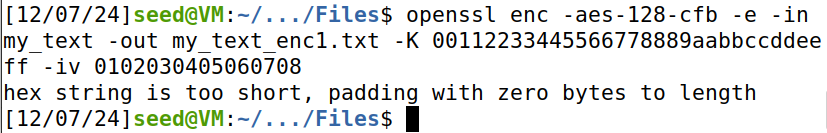 [12/07/24]seed@VM:~/.../Files$ openssl enc -aes-128-cfb -e -in
my_text -out my_text_enc1.txt -K 00112233445566778889aabbccddee
ff -iv 0102030405060708
hex string is too short, padding with zero bytes to length
[12/07/24]seed@VM:~/.../Files$